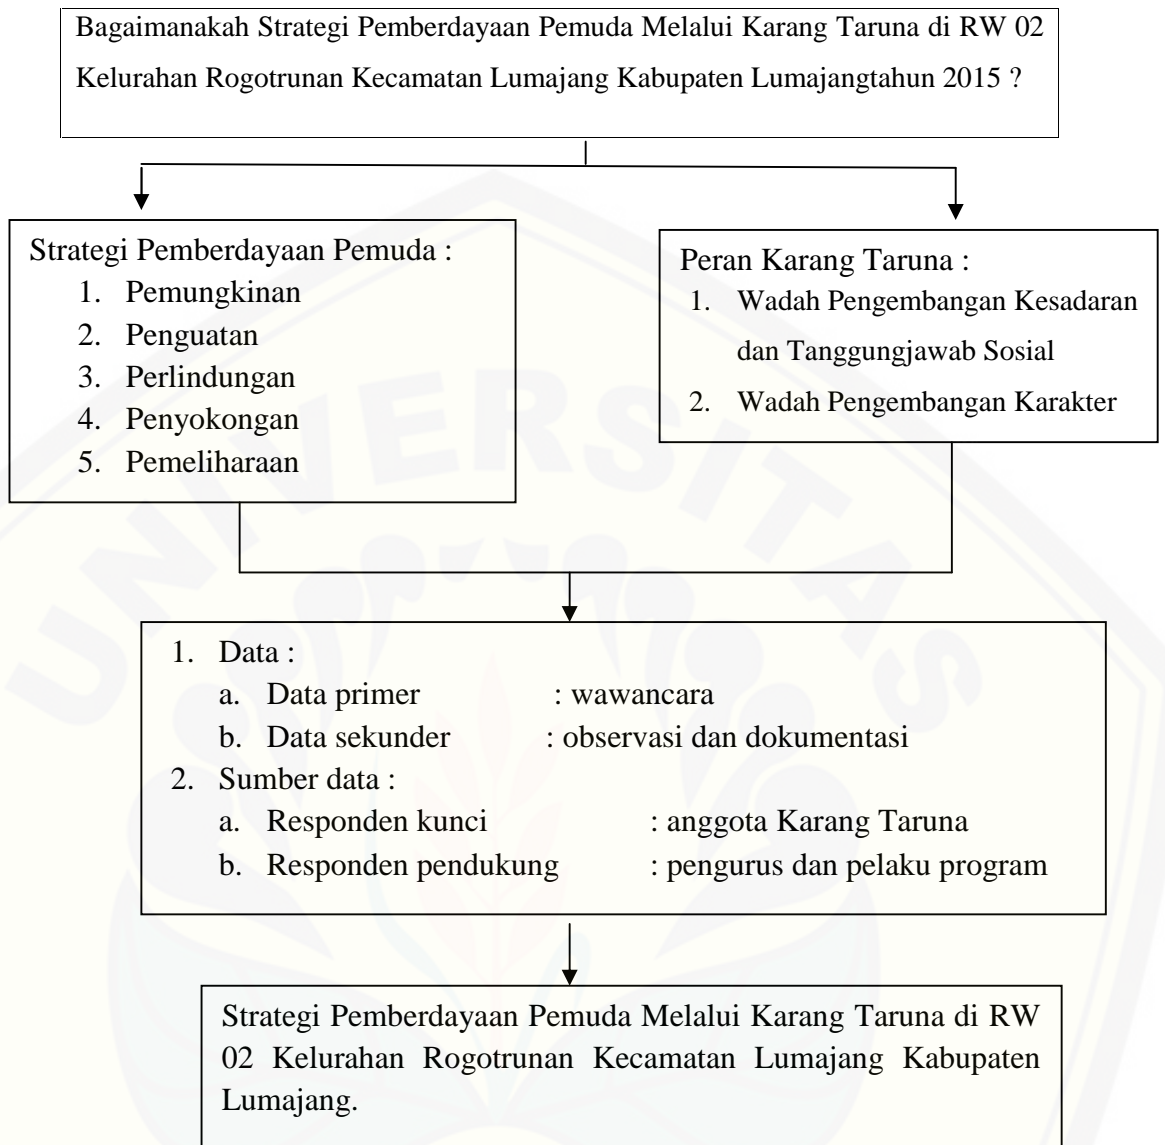 Bagaimanakah Strategi Pemberdayaan Pemuda Melalui Karang Taruna di RW 02
Kelurahan Rogotrunan Kecamatan Lumajang Kabupaten Lumajangtahun 2015 ?
Strategi Pemberdayaan Pemuda :
1. Pemungkinan
2. Penguatan
3. Perlindungan
4. Penyokongan
5. Pemeliharaan
Peran Karang Taruna :
1. Wadah Pengembangan Kesadaran
dan Tanggungjawab Sosial
2. Wadah Pengembangan Karakter
1. Data :
a. Data primer : wawancara
b. Data sekunder : observasi dan dokumentasi
2. Sumber data :
a. Responden kunci : anggota Karang Taruna
b. Responden pendukung : pengurus dan pelaku program
Strategi Pemberdayaan Pemuda Melalui Karang Taruna di RW
02 Kelurahan Rogotrunan Kecamatan Lumajang Kabupaten
Lumajang.
UNIVERSITAS